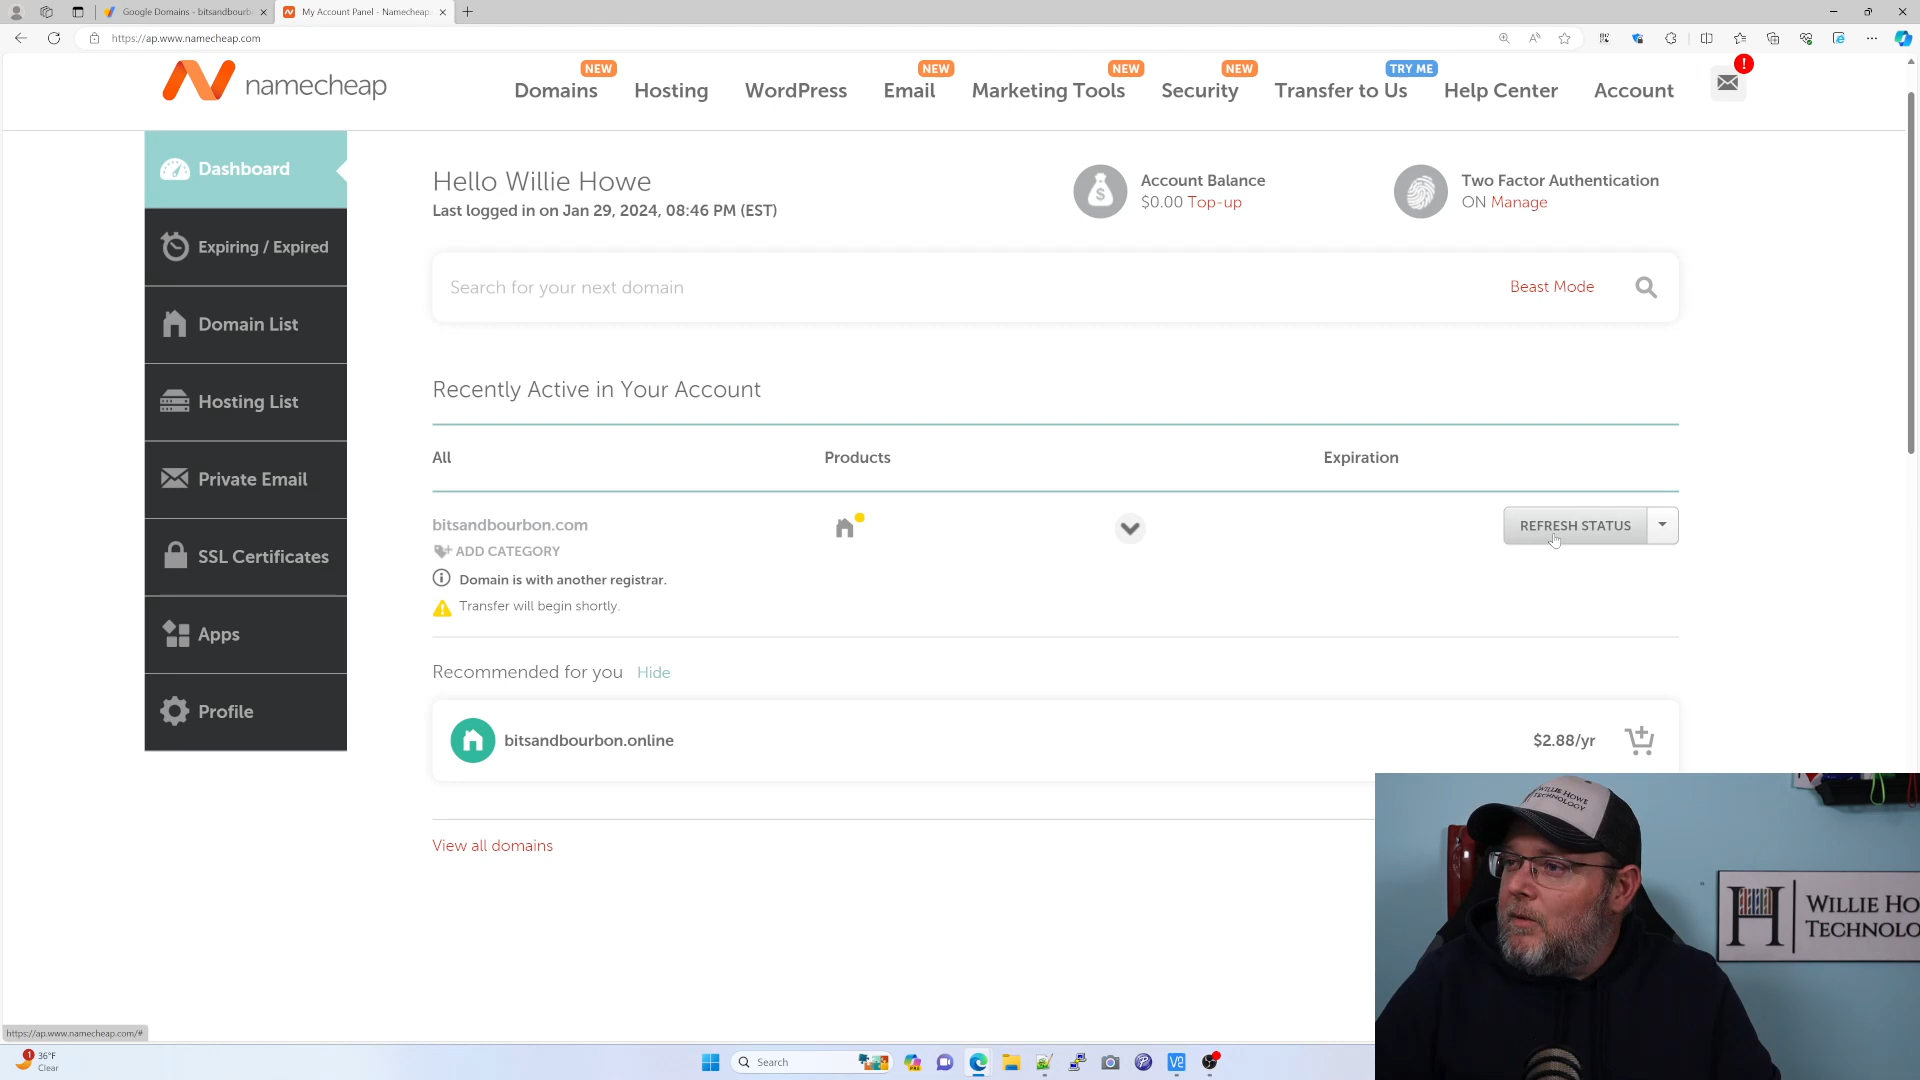 Google Domains - bitsandbourb
My Account Panel - Namecheap.
https://ap.www.namecheap.com
namecheap
NEW
Domains
Hosting
WordPress
NEW
Email
NEW
Marketing Tools
NEW
Security
TRY ME
Transfer to Us
Help Center
Account
!
Dashboard
Expiring / Expired
Domain List
Hosting List
Private Email
SSL Certificates
Apps
Profile
Hello Willie Howe
Last logged in on Jan 29, 2024, 08:46 PM (EST)
Account Balance
$0.00 Top-up
Two Factor Authentication
ON Manage
Search for your next domain
Beast Mode
Recently Active in Your Account
All Products Expiration
bitsandbourbon.com
REFRESH STATUS
ADD CATEGORY
Domain is with another registrar.
Transfer will begin shortly.
Recommended for you Hide
bitsandbourbon.online $2.88/yr
View all domains
WILLIE HOWE
TECHNOLOGY
WILLIE HO
TECHNOLO
https://ap.www.namecheap.com/#
1
36°F
Clear
Search